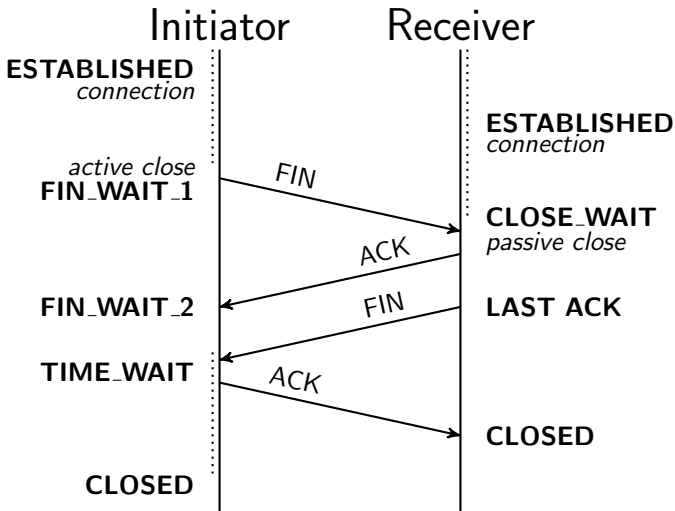 Initiator
Receiver
ESTABLISHED
connection
ESTABLISHED
connection
active close
FIN_WAIT_1
FIN
CLOSE_WAIT
passive close
ACK
FIN_WAIT_2
FIN
LAST ACK
TIME_WAIT
ACK
CLOSED
CLOSED